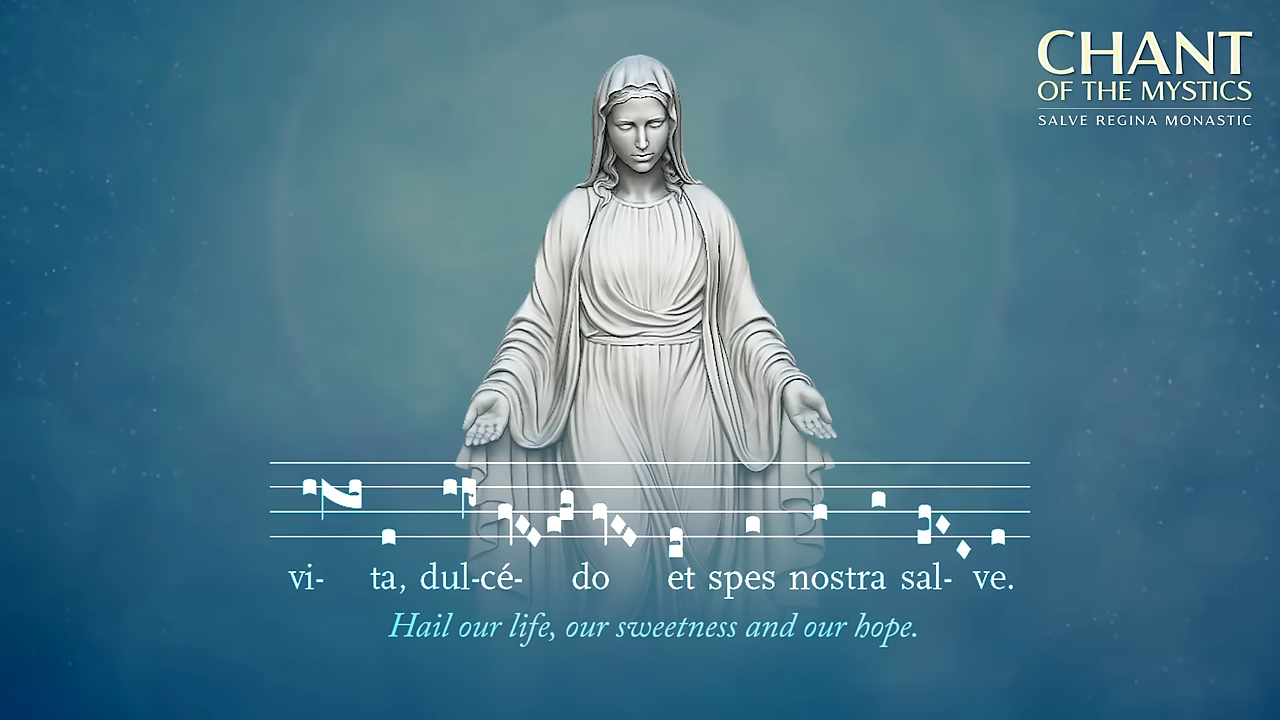 CHANT
OF THE MYSTICS
SALVE REGINA MONASTIC
vi- ta, dul-cé- do et spes nostra sal- ve.
Hail our life, our sweetness and our hope.